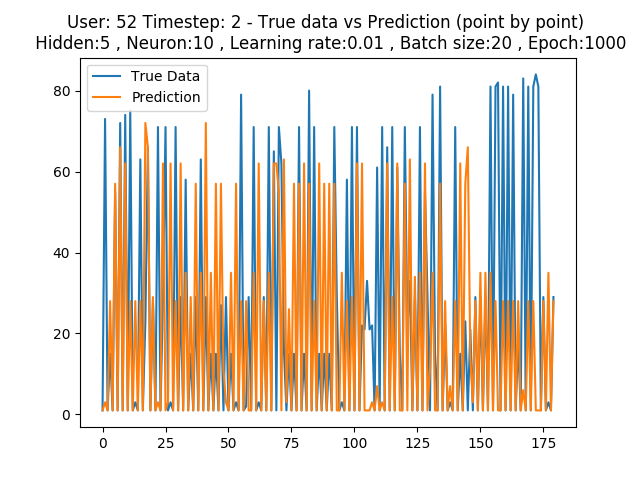 User: 52 Timestep: 2 - True data vs Prediction (point by point)
Hidden:5 , Neuron:10 , Learning rate:0.01 , Batch size:20 , Epoch:1000
True Data
Prediction
80
60
40
20
0
0 25 50 75 100 125 150 175